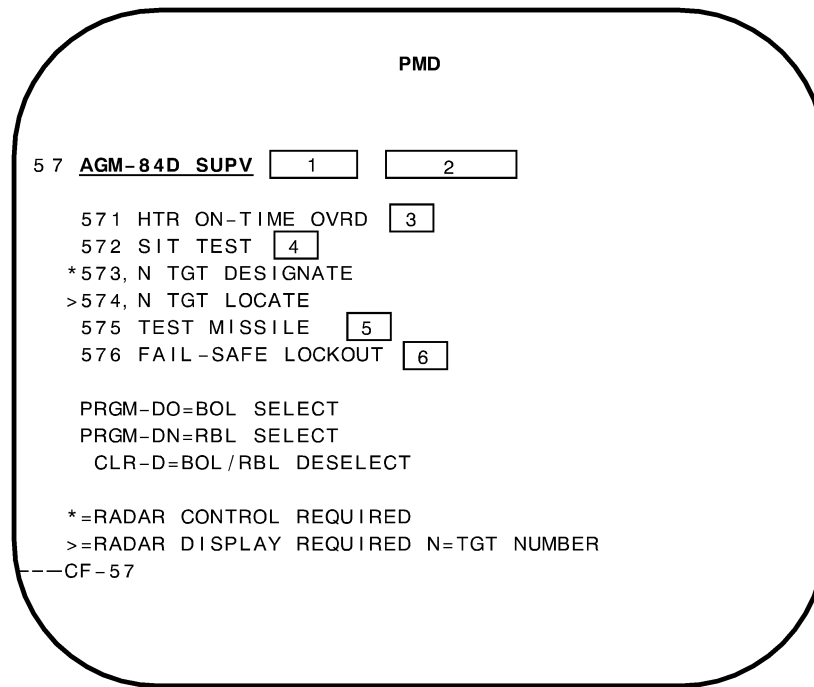 PMD
57 AGM-84D SUPV 1 2
571 HTR ON-TIME OVRD 3
572 SIT TEST 4
*573,N TGT DESIGNATE
>574,N TGT LOCATE
575 TEST MISSILE 5
576 FAIL-SAFE LOCKOUT 6
PRGM-DO=BOL SELECT
PRGM-DN=RBL SELECT
CLR-D=BOL/RBL DESELECT
*=RADAR CONTROL REQUIRED
>=RADAR DISPLAY REQUIRED N=TGT NUMBER
---CF-57